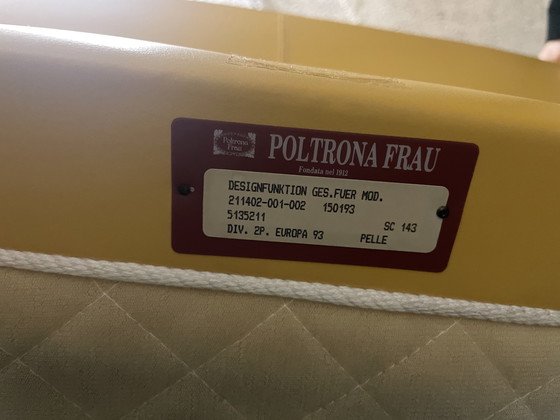 Poltrona
Frau
POLTRONA FRAU
Fondata nel 1912
DESIGNFUNKTION GES.FUER MOD.
211402-001-002 150193
5135211 SC 143
DIV. 2P. EUROPA 93 PELLE